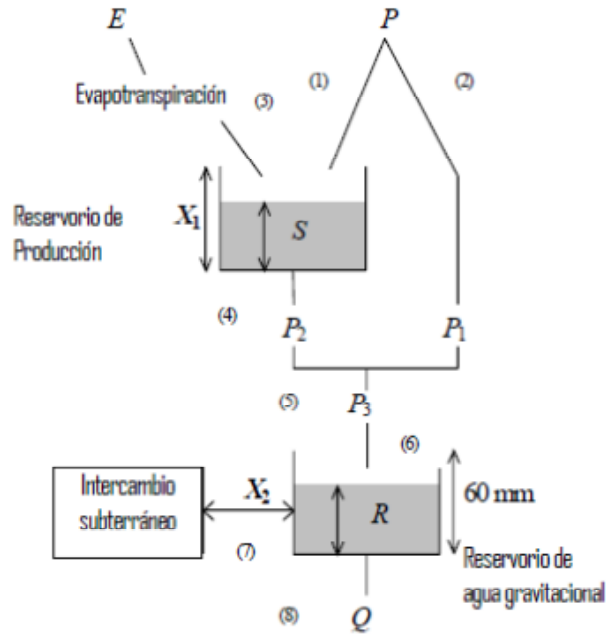 E
P
(1)
(2)
Evapotranspiración
(3)
X₁
S
Reservorio de
Producción
(4)
P₂
P₁
(5)
P₃
(6)
Intercambio
subterráneo
X₂
R
60 mm
(7)
Reservorio de
agua gravitacional
(8)
Q